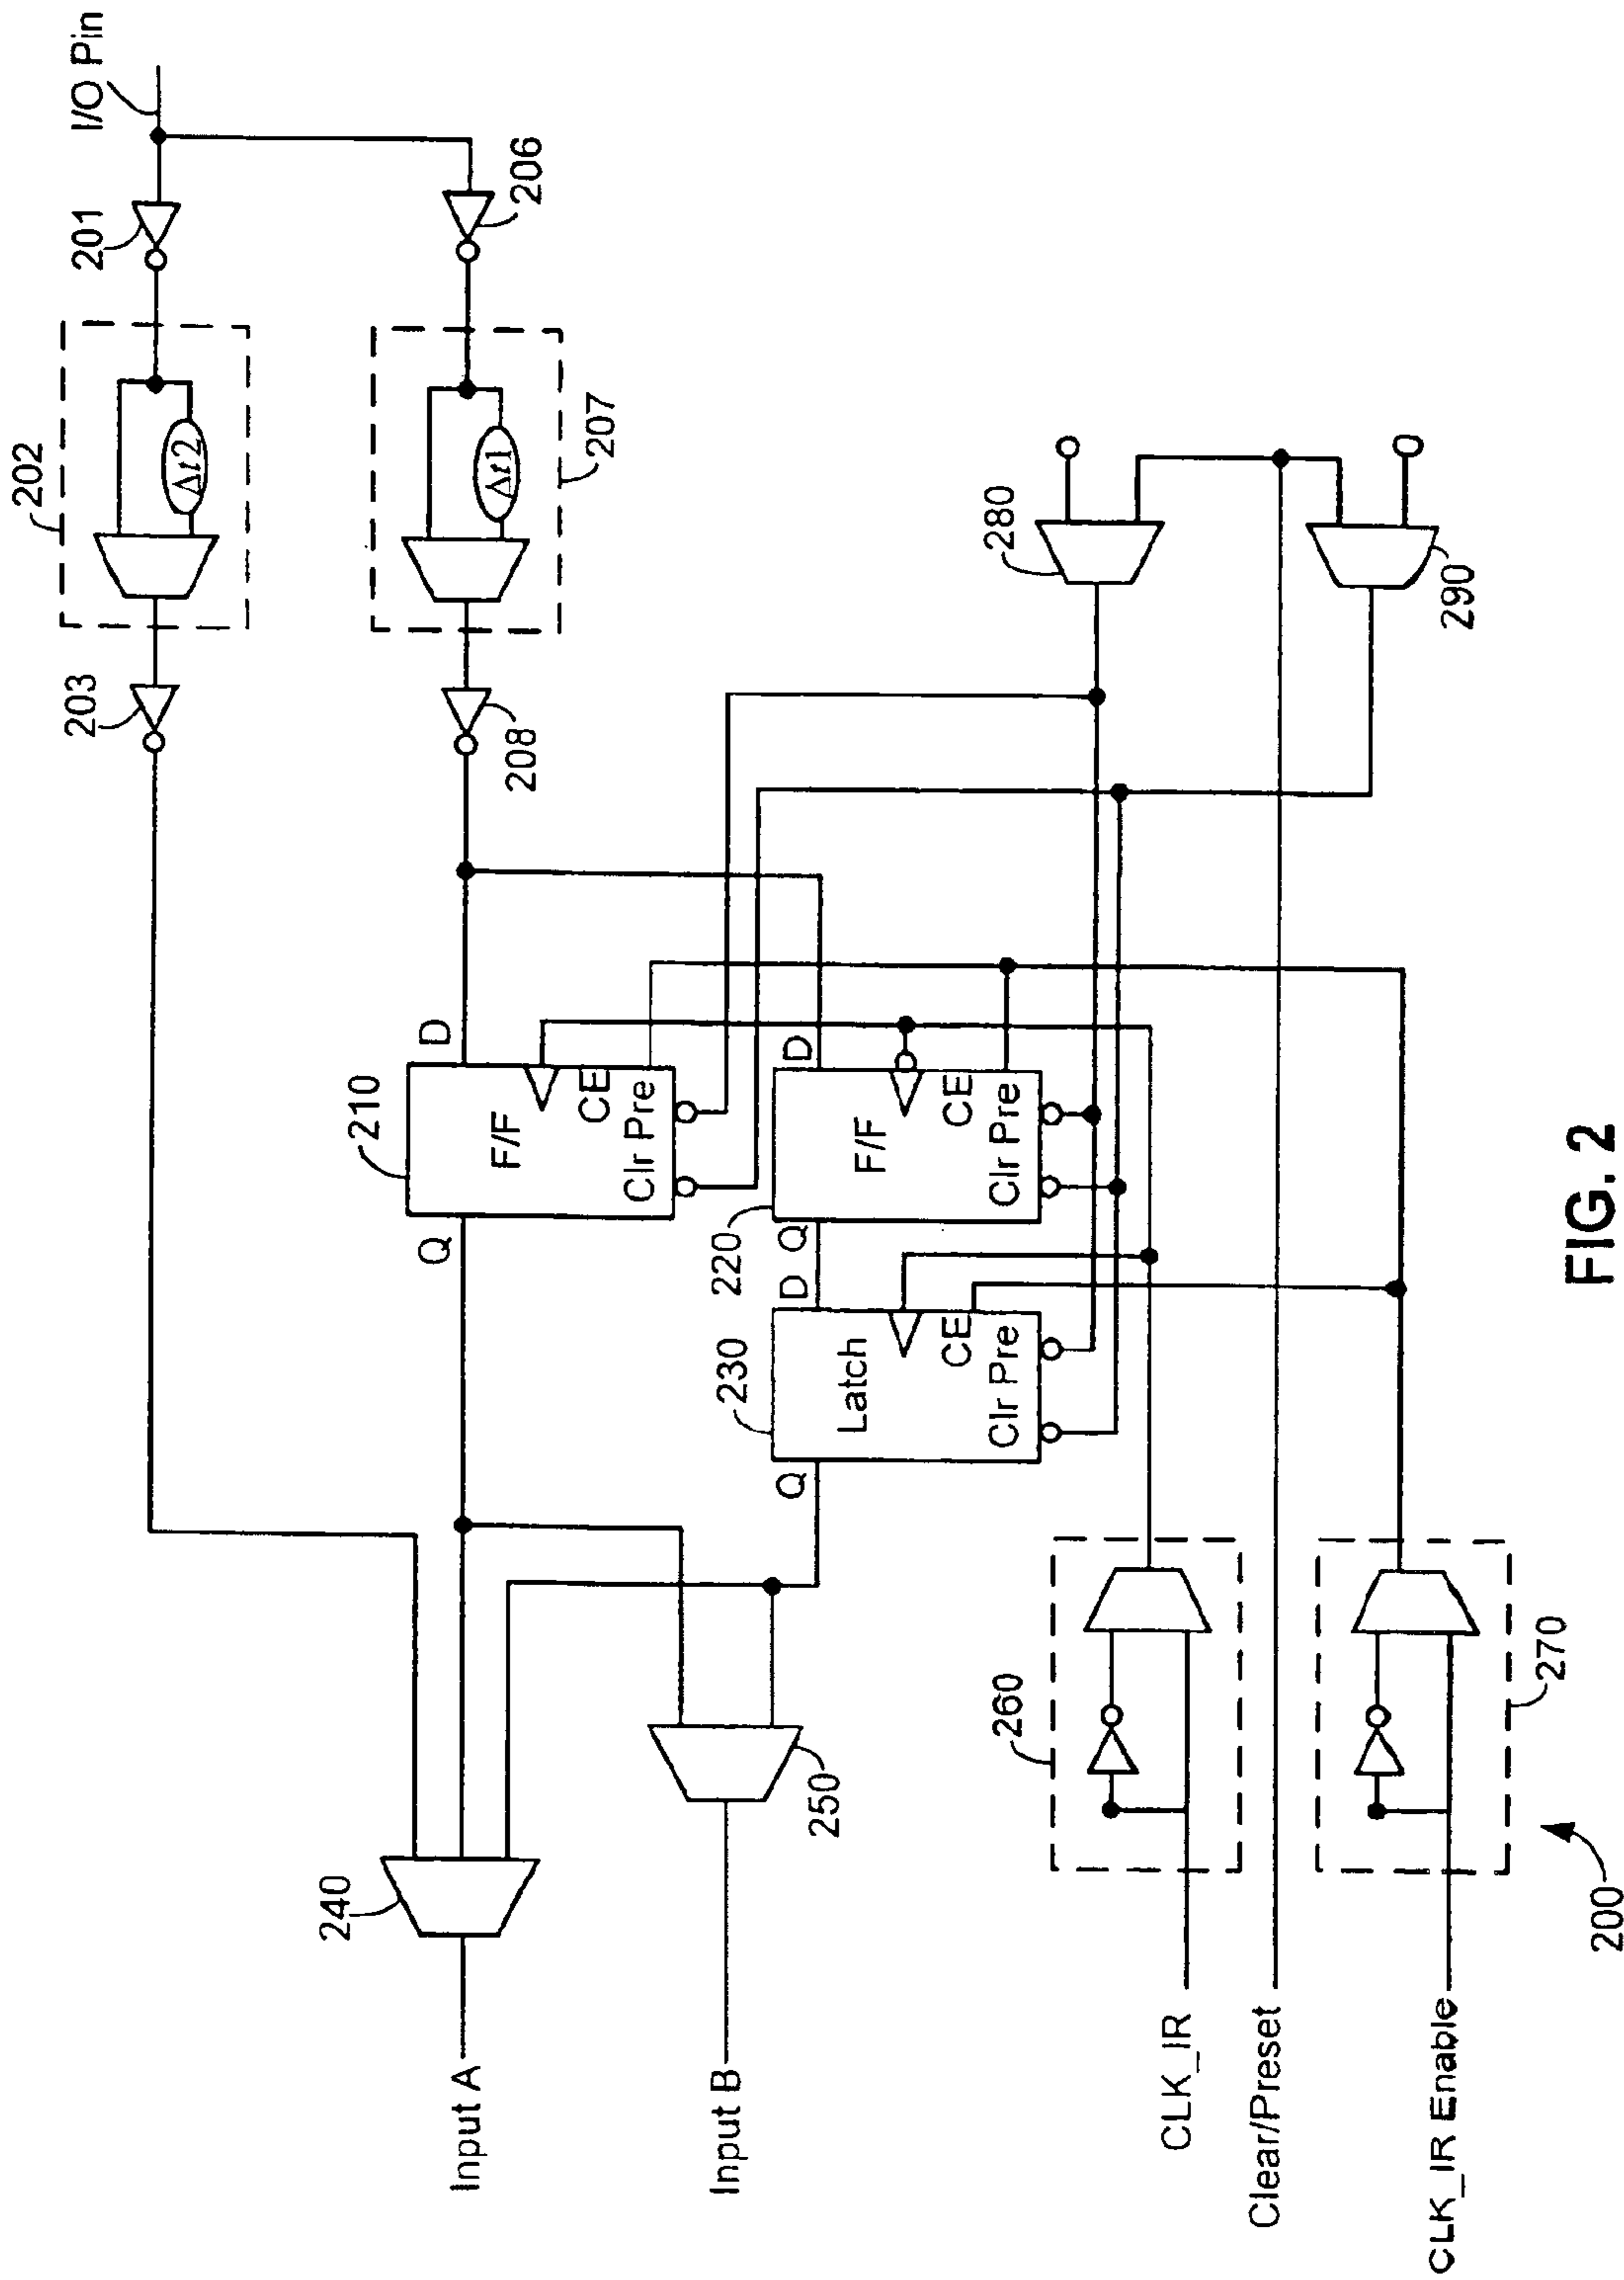 I/O Pin
201
202
203
206
207
208
Δt2
Δt1
210
D
Q
F/F
CE
Clr Pre
220
D
Q
F/F
CE
Clr Pre
230
D
Q
Latch
CE
Clr Pre
240
250
260
270
280
290
Input A
Input B
CLK_IR
Clear/Preset
CLK_IR Enable
200
FIG. 2